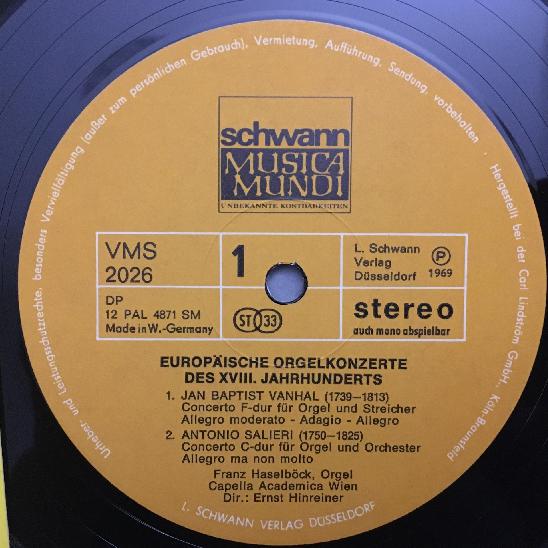 Urheber- und Leistungsschutzrechte, besonders Vervielfältigung (außer zum persönlichen Gebrauch), Vermietung, Aufführung, Sendung, vorbehalten · Hergestellt bei der Carl Lindström GmbH., Köln-Braunsfeld
schwann
MUSICA
MUNDI
UNBEKANNTE KOSTBARKEITEN
VMS
2026
1
L. Schwann
Verlag
Düsseldorf
Ⓟ
1969
DP
12 PAL 4871 SM
Made in W.-Germany
ST 33
stereo
auch mono abspielbar
EUROPÄISCHE ORGELKONZERTE
DES XVIII. JAHRHUNDERTS
1. JAN BAPTIST VANHAL (1739–1813)
Concerto F-dur für Orgel und Streicher
Allegro moderato - Adagio - Allegro
2. ANTONIO SALIERI (1750–1825)
Concerto C-dur für Orgel und Orchester
Allegro ma non molto
Franz Haselböck, Orgel
Capella Academica Wien
Dir.: Ernst Hinreiner
L. SCHWANN VERLAG DÜSSELDORF